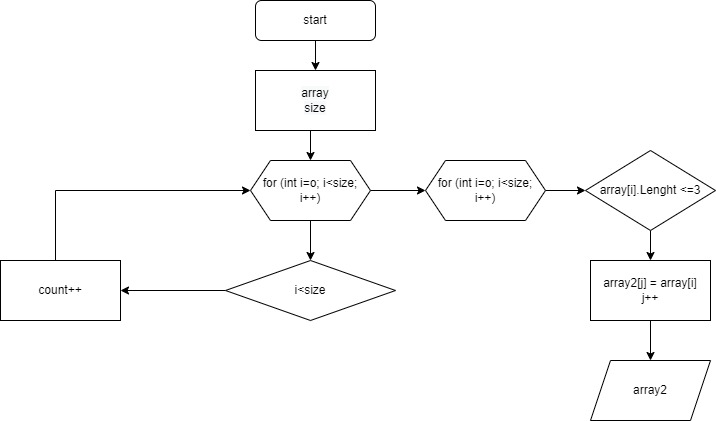 start
array
size
for (int i=o; i<size;
i++)
for (int i=o; i<size;
i++)
array[i].Lenght <=3
count++
i<size
array2[j] = array[i]
j++
array2